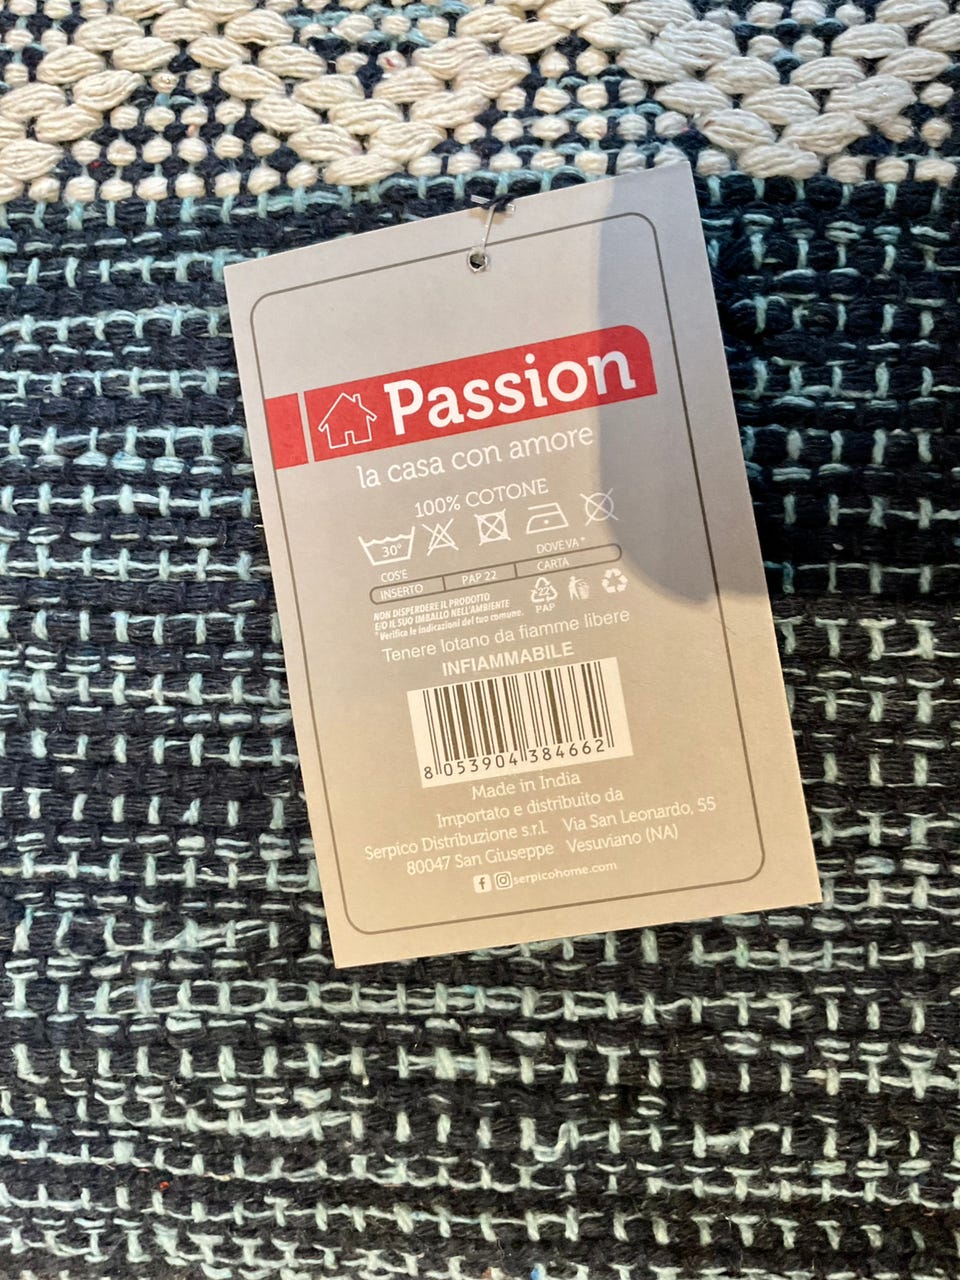 Passion
la casa con amore
100% COTONE
30°
COS'E DOVE VA *
INSERTO PAP 22 CARTA
NON DISPERDERE IL PRODOTTO
E/O IL SUO IMBALLO NELL'AMBIENTE
* Verifica le indicazioni del tuo comune.
22
PAP
Tenere lotano da fiamme libere
INFIAMMABILE
8 053904 384662
Made in India
Importato e distribuito da
Serpico Distribuzione s.r.l. Via San Leonardo, 55
80047 San Giuseppe Vesuviano (NA)
serpicohome.com